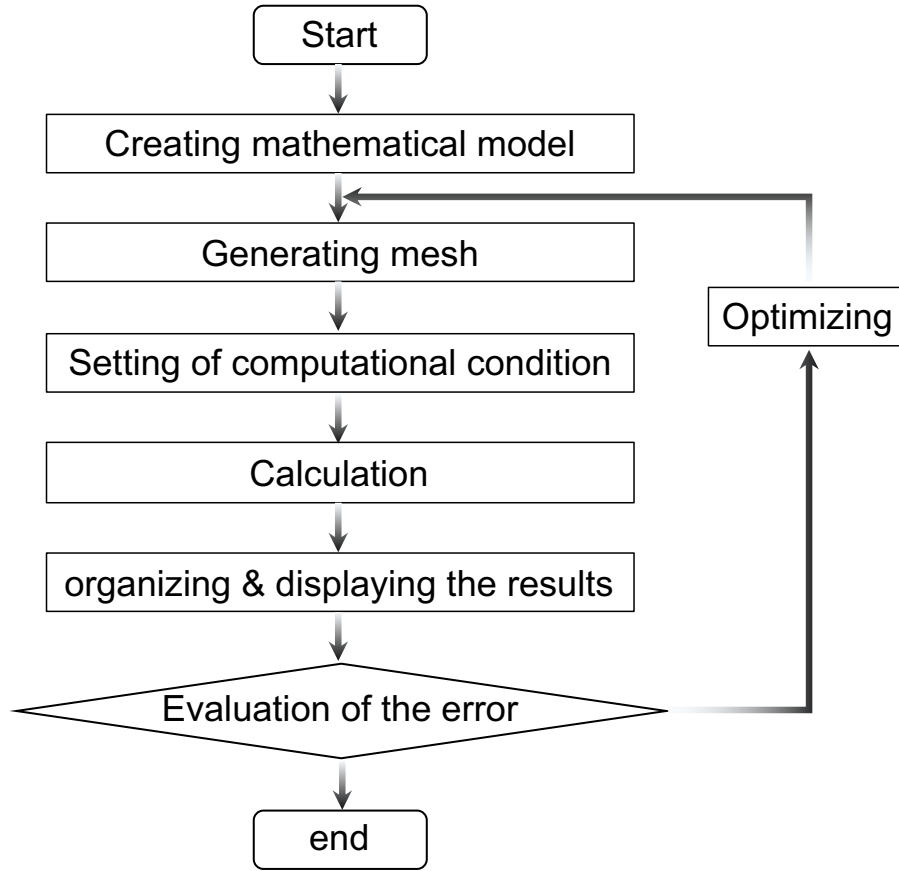 Start
Creating mathematical model
Generating mesh
Optimizing
Setting of computational condition
Calculation
organizing & displaying the results
Evaluation of the error
end